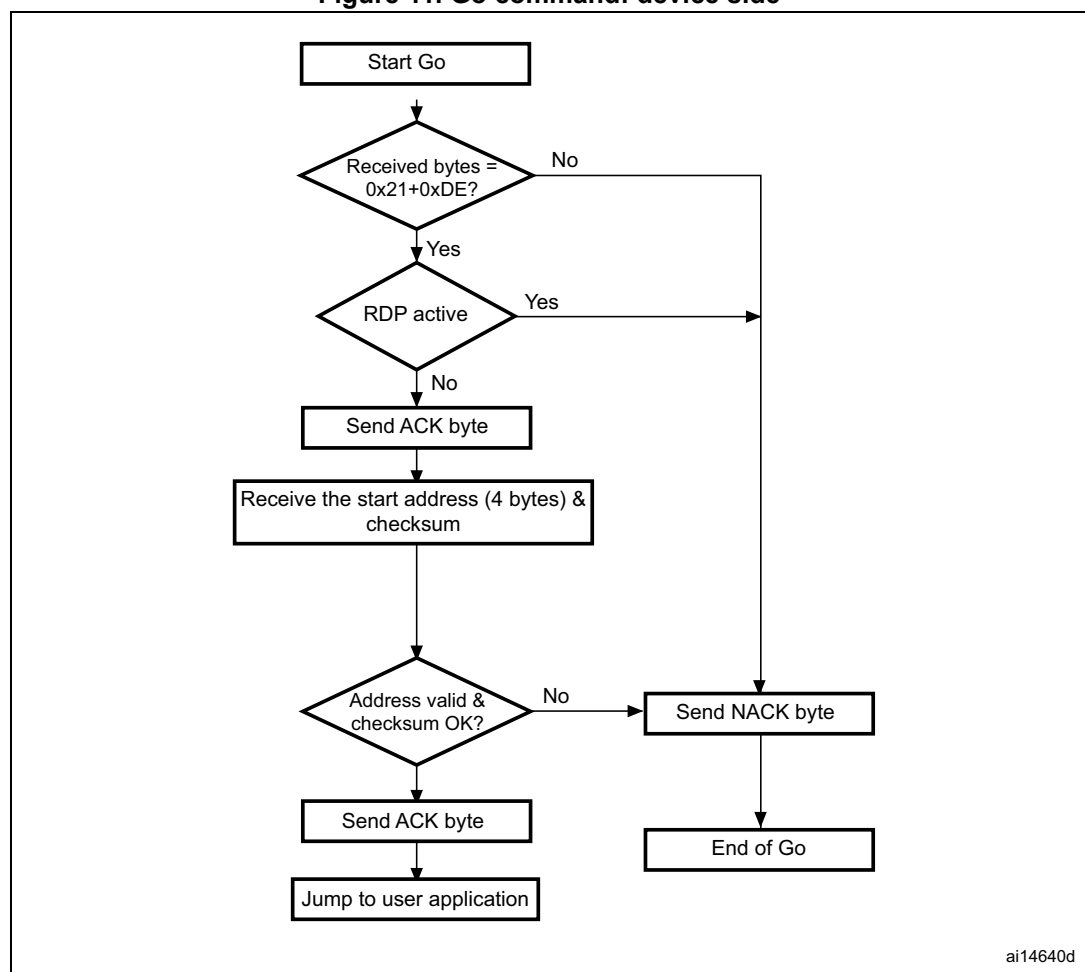 Figure 11. Go command: device side
Start Go
Received bytes =
0x21+0xDE?
No
Yes
RDP active
Yes
No
Send ACK byte
Receive the start address (4 bytes) &
checksum
Address valid &
checksum OK?
No
Send NACK byte
Send ACK byte
End of Go
Jump to user application
ai14640d